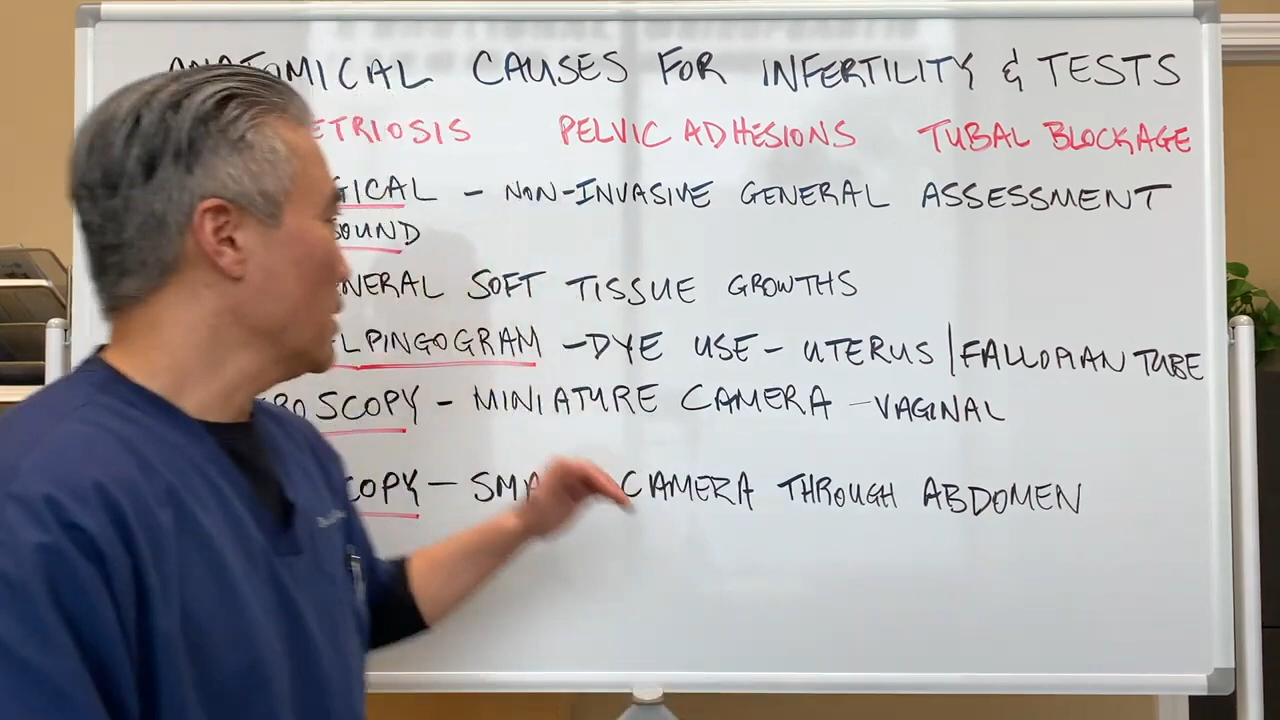 ANATOMICAL CAUSES FOR INFERTILITY & TESTS
ETRIOSIS PELVIC ADHESIONS TUBAL BLOCKAGE
GICAL - NON-INVASIVE GENERAL ASSESSMENT
OUND
NERAL SOFT TISSUE GROWTHS
LPINGOGRAM - DYE USE - UTERUS | FALLOPIAN TUBE
ROSCOPY - MINIATURE CAMERA - VAGINAL
COPY - SMA CAMERA THROUGH ABDOMEN